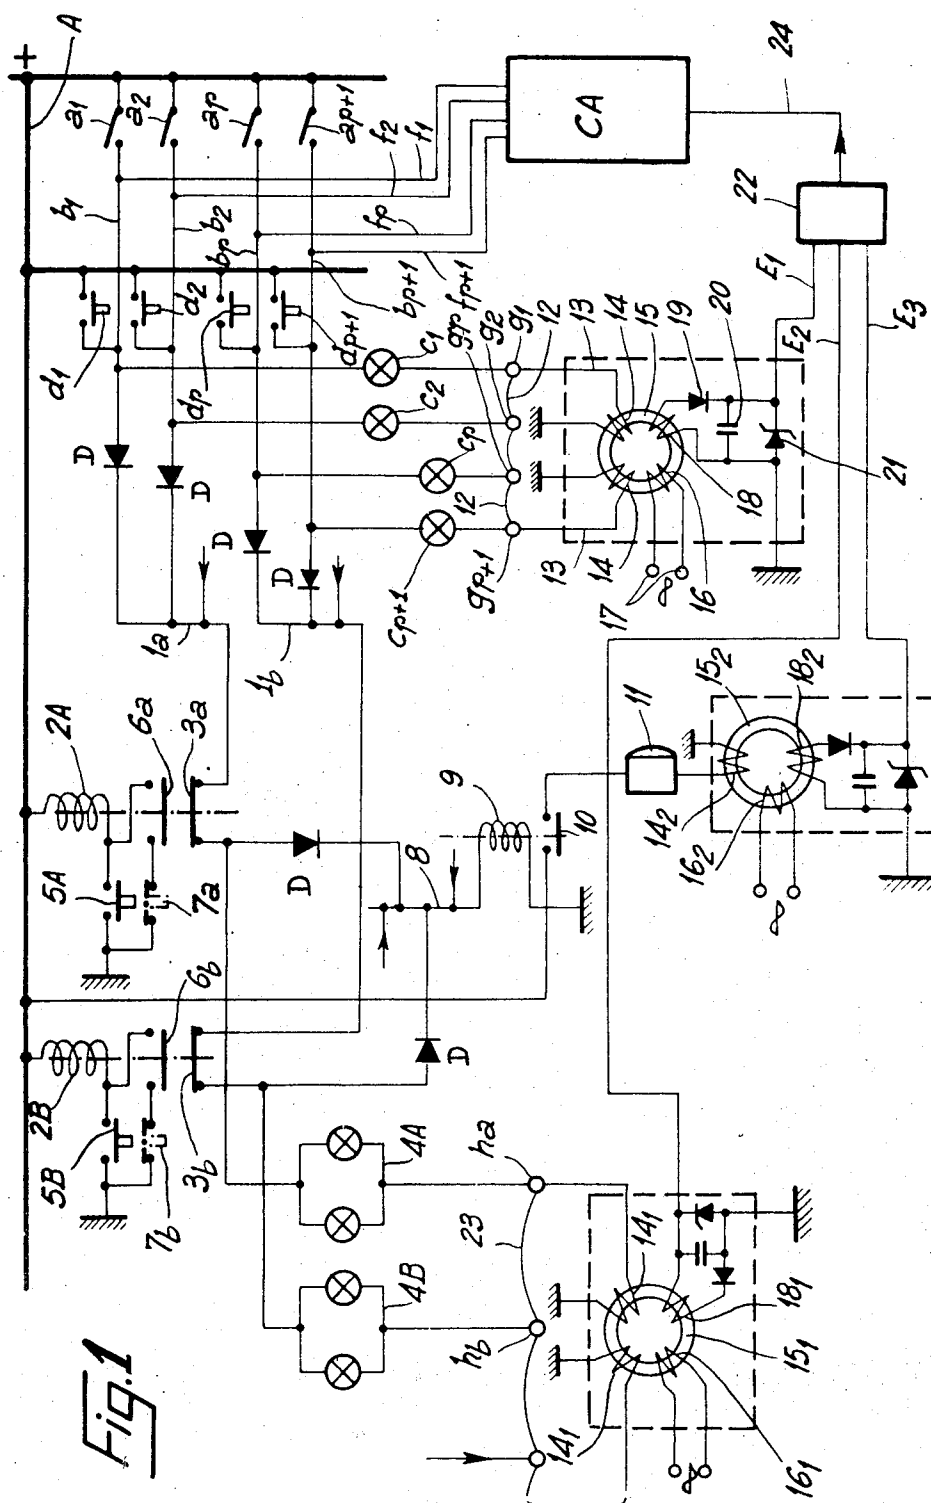 +
A
a1
a2
ap
ap+1
f2
f1
b1
b2
bp
fp
bp+1
fp+1
CA
24
22
E1
E2
E3
d1
d2
dp
dp+1
c1
c2
cp
cp+1
gp
g2
g1
gp+1
12
12
13
14
15
19
20
18
21
13
14
17
16
D
D
D
D
1a
1b
2A
6a
3a
5A
7a
D
8
9
10
11
152
182
142
162
2B
6b
3b
5B
7b
D
4A
4B
ha
hb
23
141
141
181
151
161
Fig.1